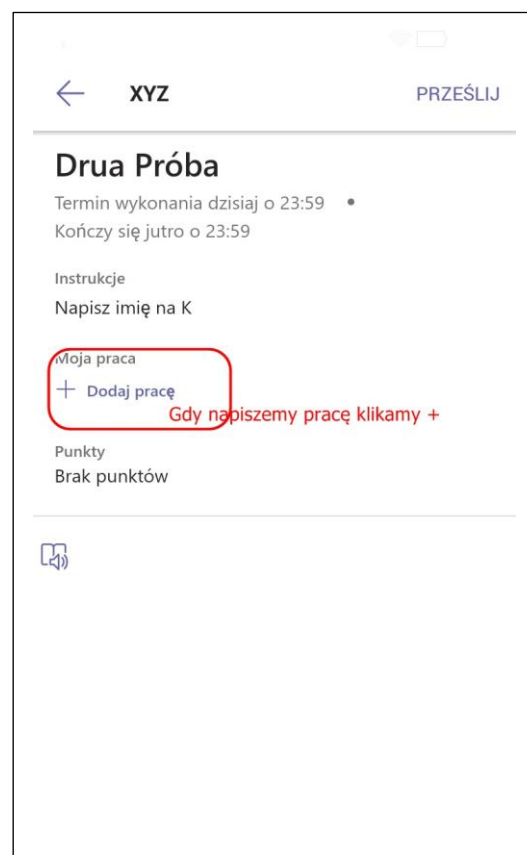 XYZ
PRZEŚLIJ
Drua Próba
Termin wykonania dzisiaj o 23:59 •
Kończy się jutro o 23:59
Instrukcje
Napisz imię na K
Moja praca
+ Dodaj pracę
Gdy napiszemy pracę klikamy +
Punkty
Brak punktów